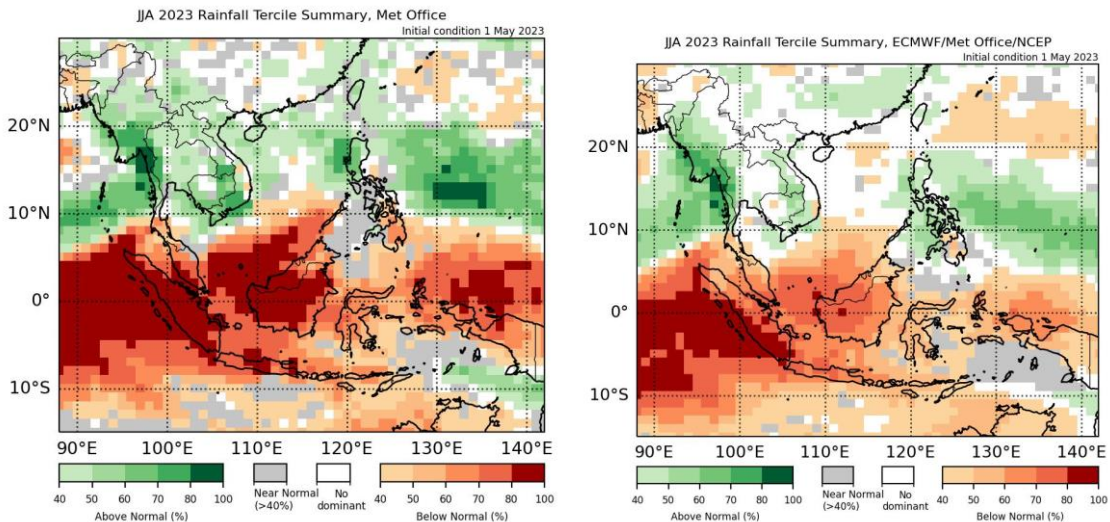 JJA 2023 Rainfall Tercile Summary, Met Office
Initial condition 1 May 2023
20°N
10°N
0°
10°S
88°E 100°E 110°E 120°E 130°E 140°E
40 50 60 70 80 100
Above Normal (%)
Near Normal
(>40%)
No
dominant
40 50 60 70 80 100
Below Normal (%)
JJA 2023 Rainfall Tercile Summary, ECMWF/Met Office/NCEP
Initial condition 1 May 2023
20°N
10°N
0°
10°S
88°E 100°E 110°E 120°E 130°E 140°E
40 50 60 70 80 100
Above Normal (%)
Near Normal
(>40%)
No
dominant
40 50 60 70 80 100
Below Normal (%)